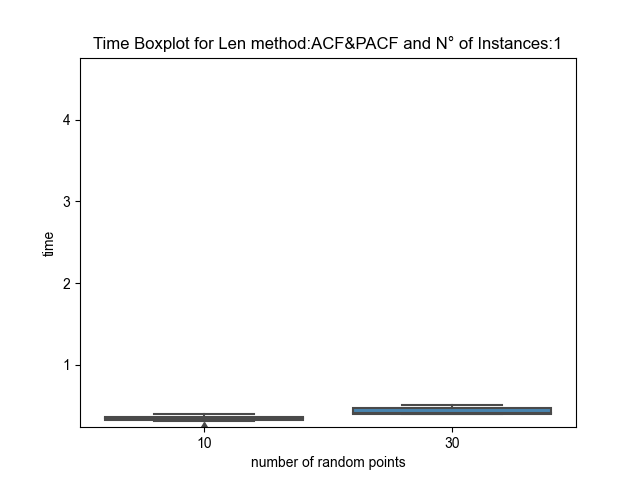 Time Boxplot for Len method:ACF&PACF and N° of Instances:1
4
3
2
1
time
10
30
number of random points